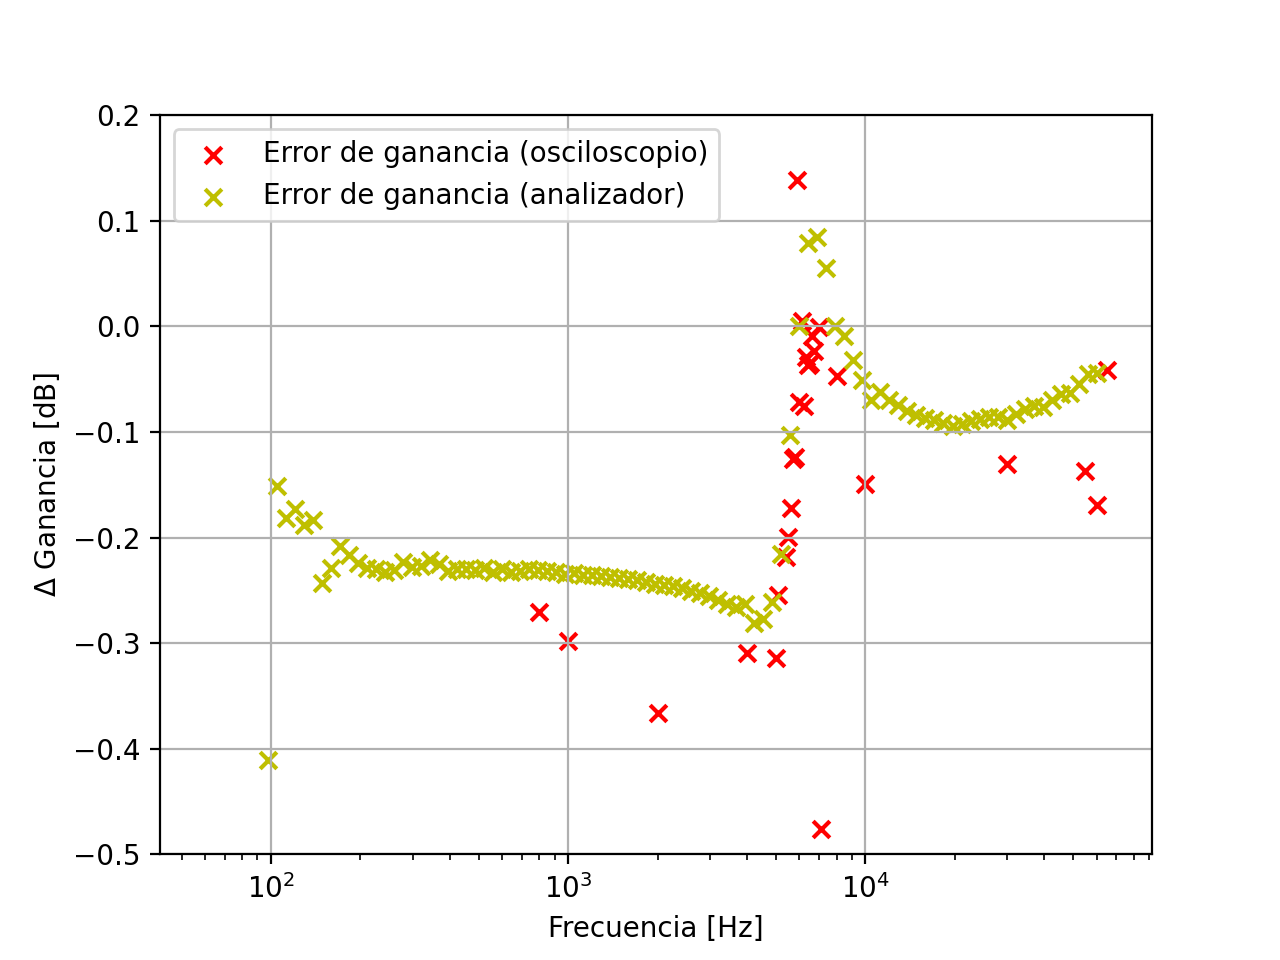 Error de ganancia (osciloscopio)
Error de ganancia (analizador)
0.2
0.1
0.0
−0.1
−0.2
−0.3
−0.4
−0.5
Δ Ganancia [dB]
10²
10³
10⁴
Frecuencia [Hz]